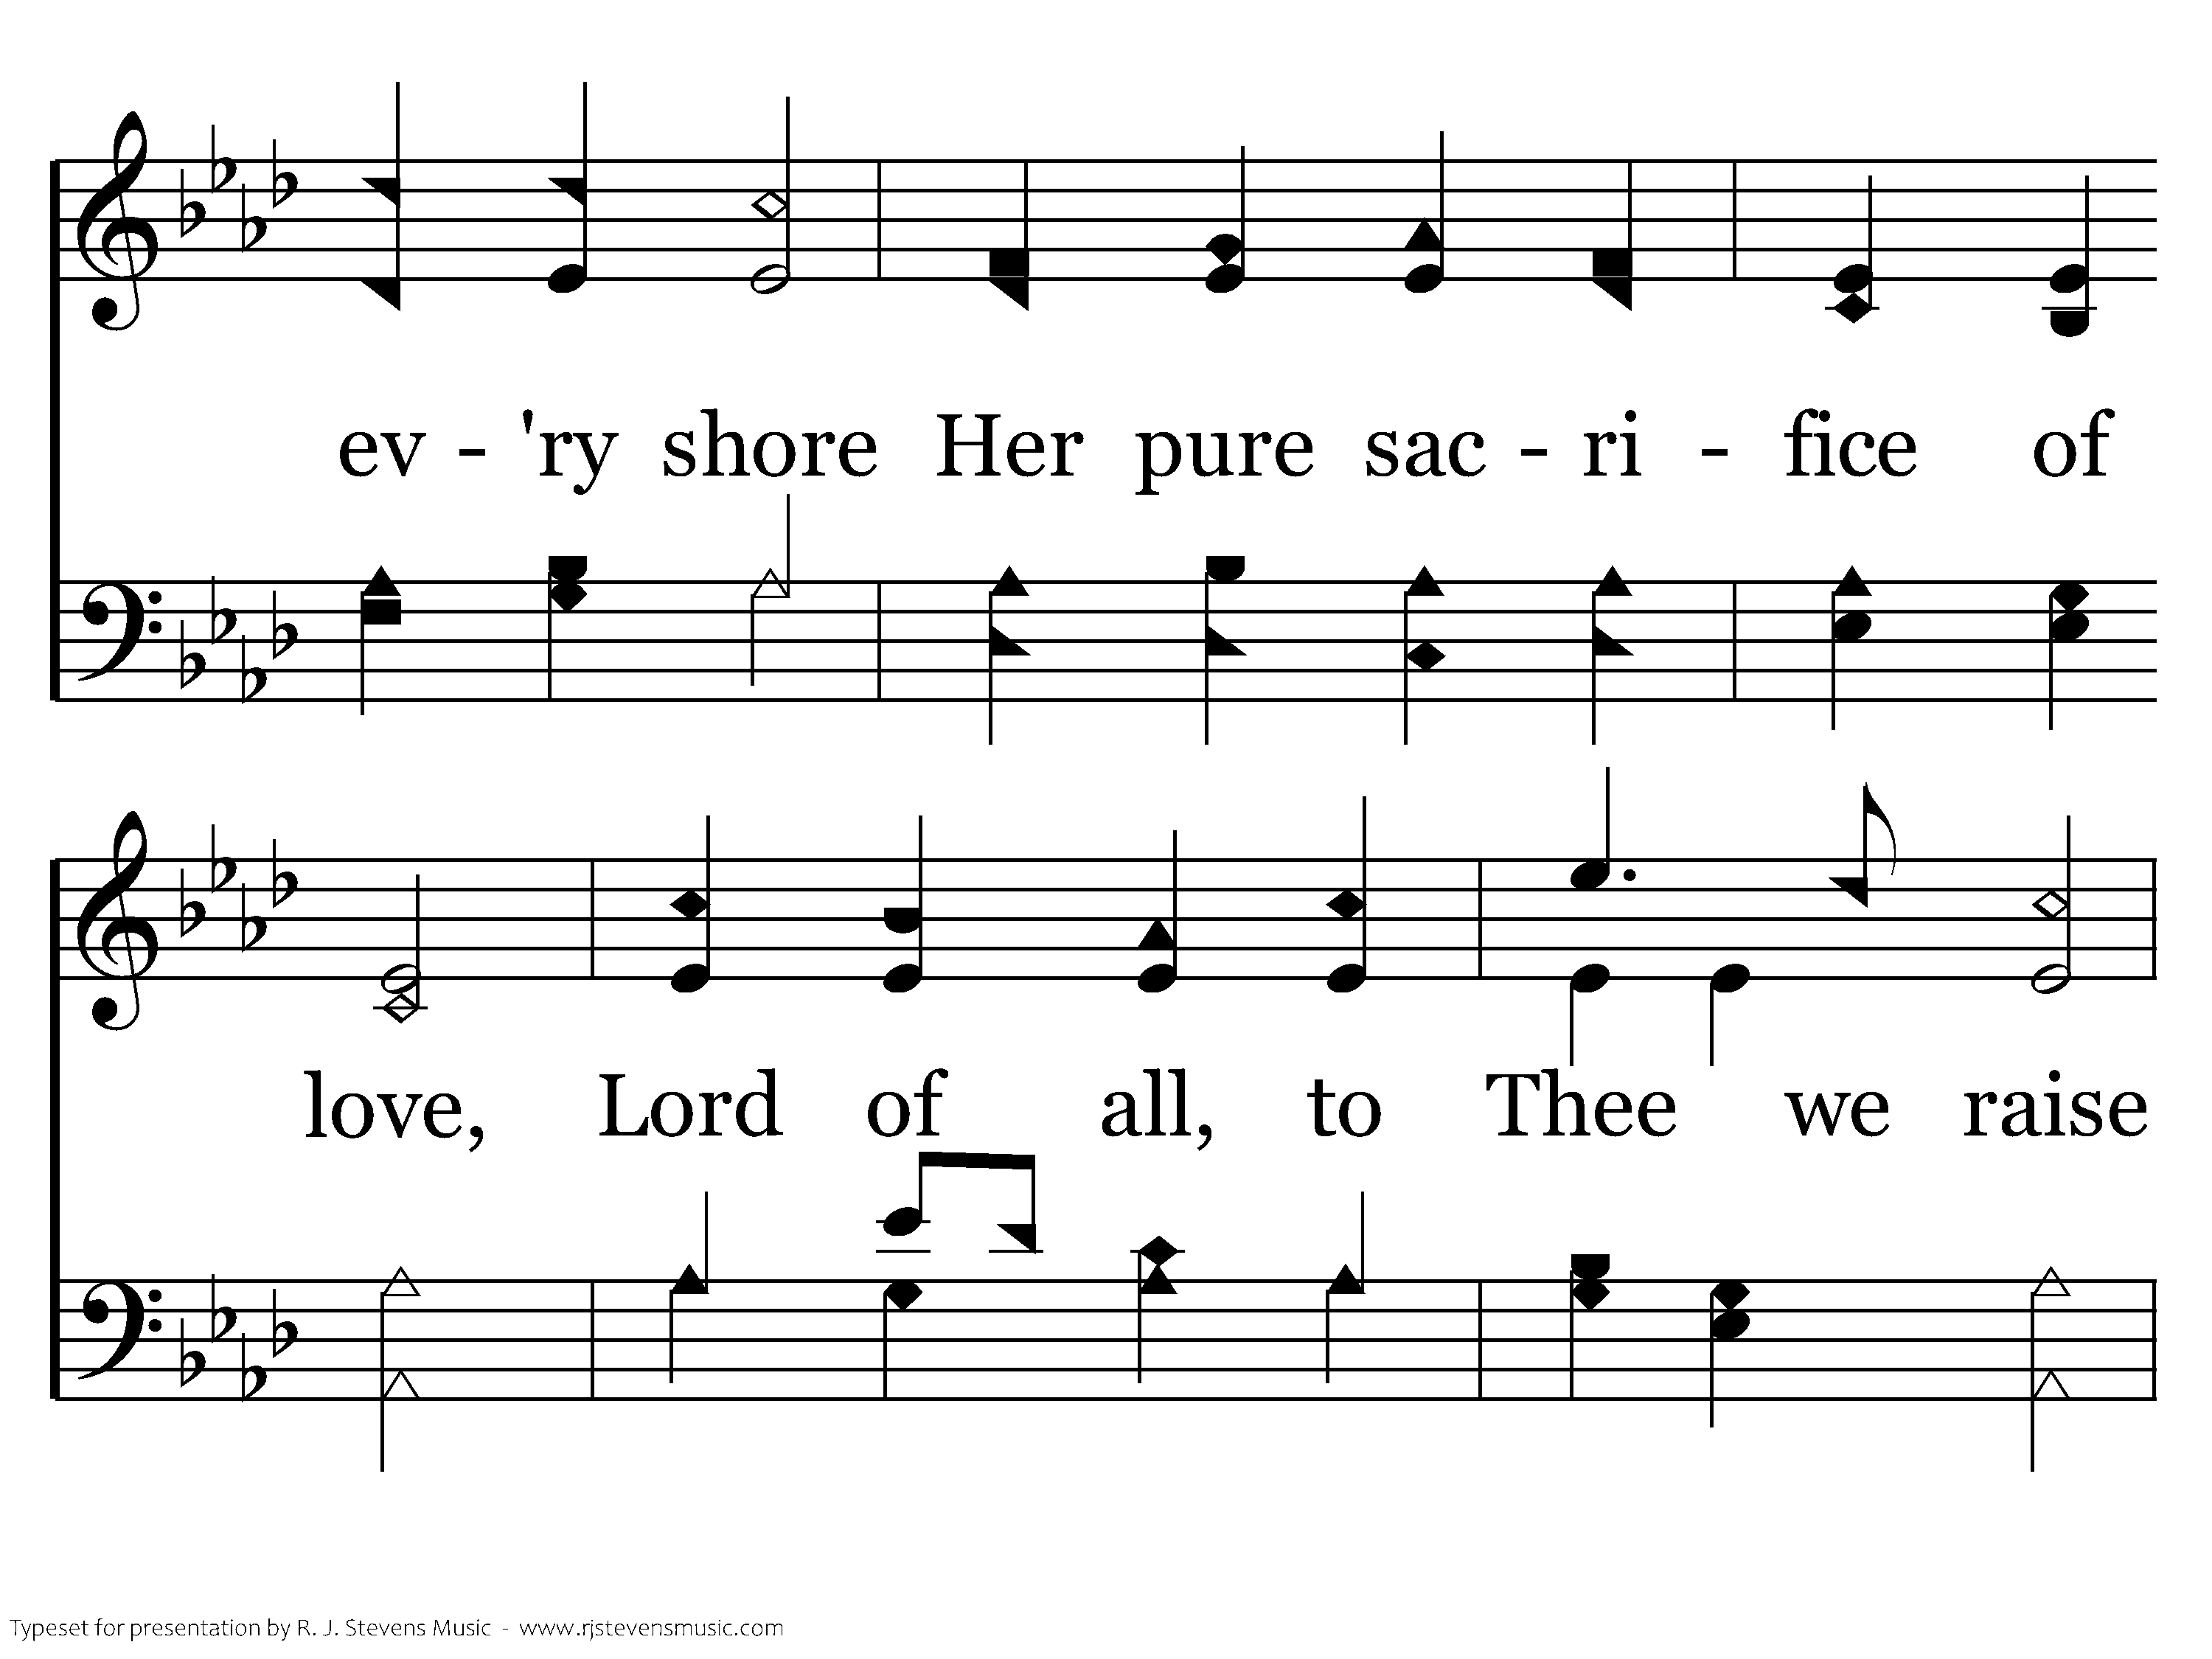 ev - 'ry shore Her pure sac - ri - fice of
love, Lord of all, to Thee we raise
Typeset for presentation by R. J. Stevens Music - www.rjstevensmusic.com